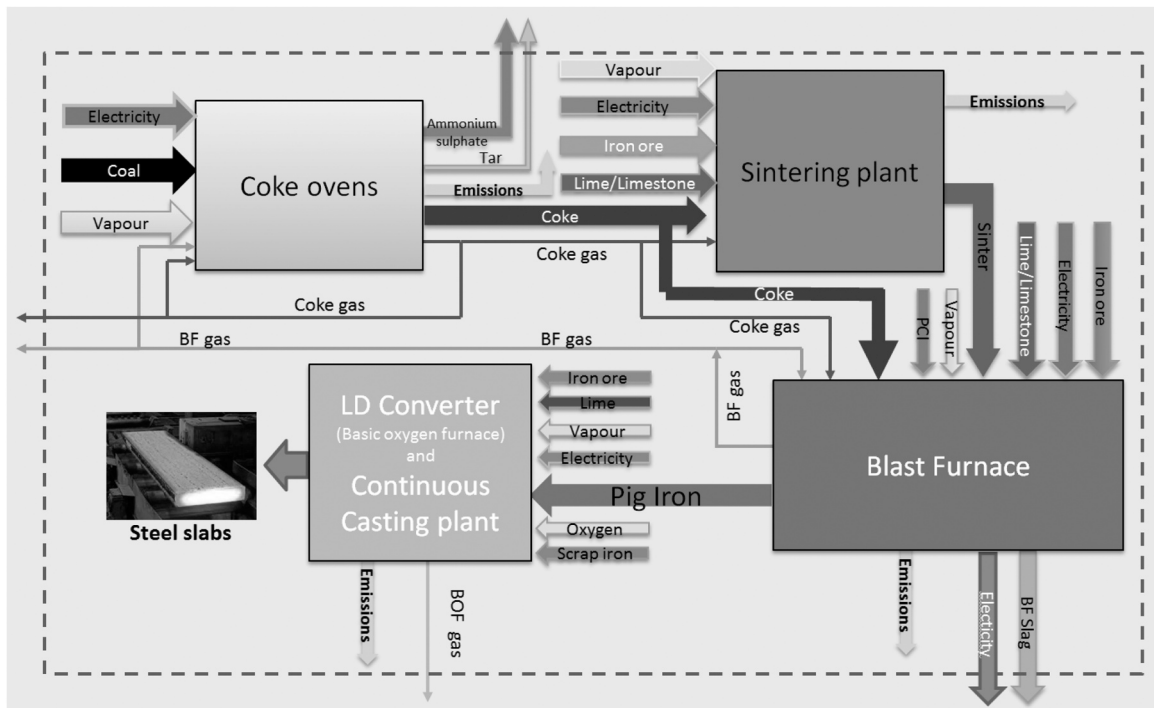 Electricity
Coal
Vapour
Coke ovens
Ammonium
sulphate
Tar
Emissions
Coke
Coke gas
Vapour
Electricity
Iron ore
Lime/Limestone
Sintering plant
Emissions
Sinter
Lime/Limestone
Electricity
Iron ore
Coke gas
Coke
Coke gas
PCI
Vapour
BF gas
BF gas
BF gas
LD Converter
(Basic oxygen furnace)
and
Continuous
Casting plant
Iron ore
Lime
Vapour
Electricity
Pig Iron
Oxygen
Scrap iron
Blast Furnace
Steel slabs
Emissions
BOF gas
Emissions
Electicity
BF Slag